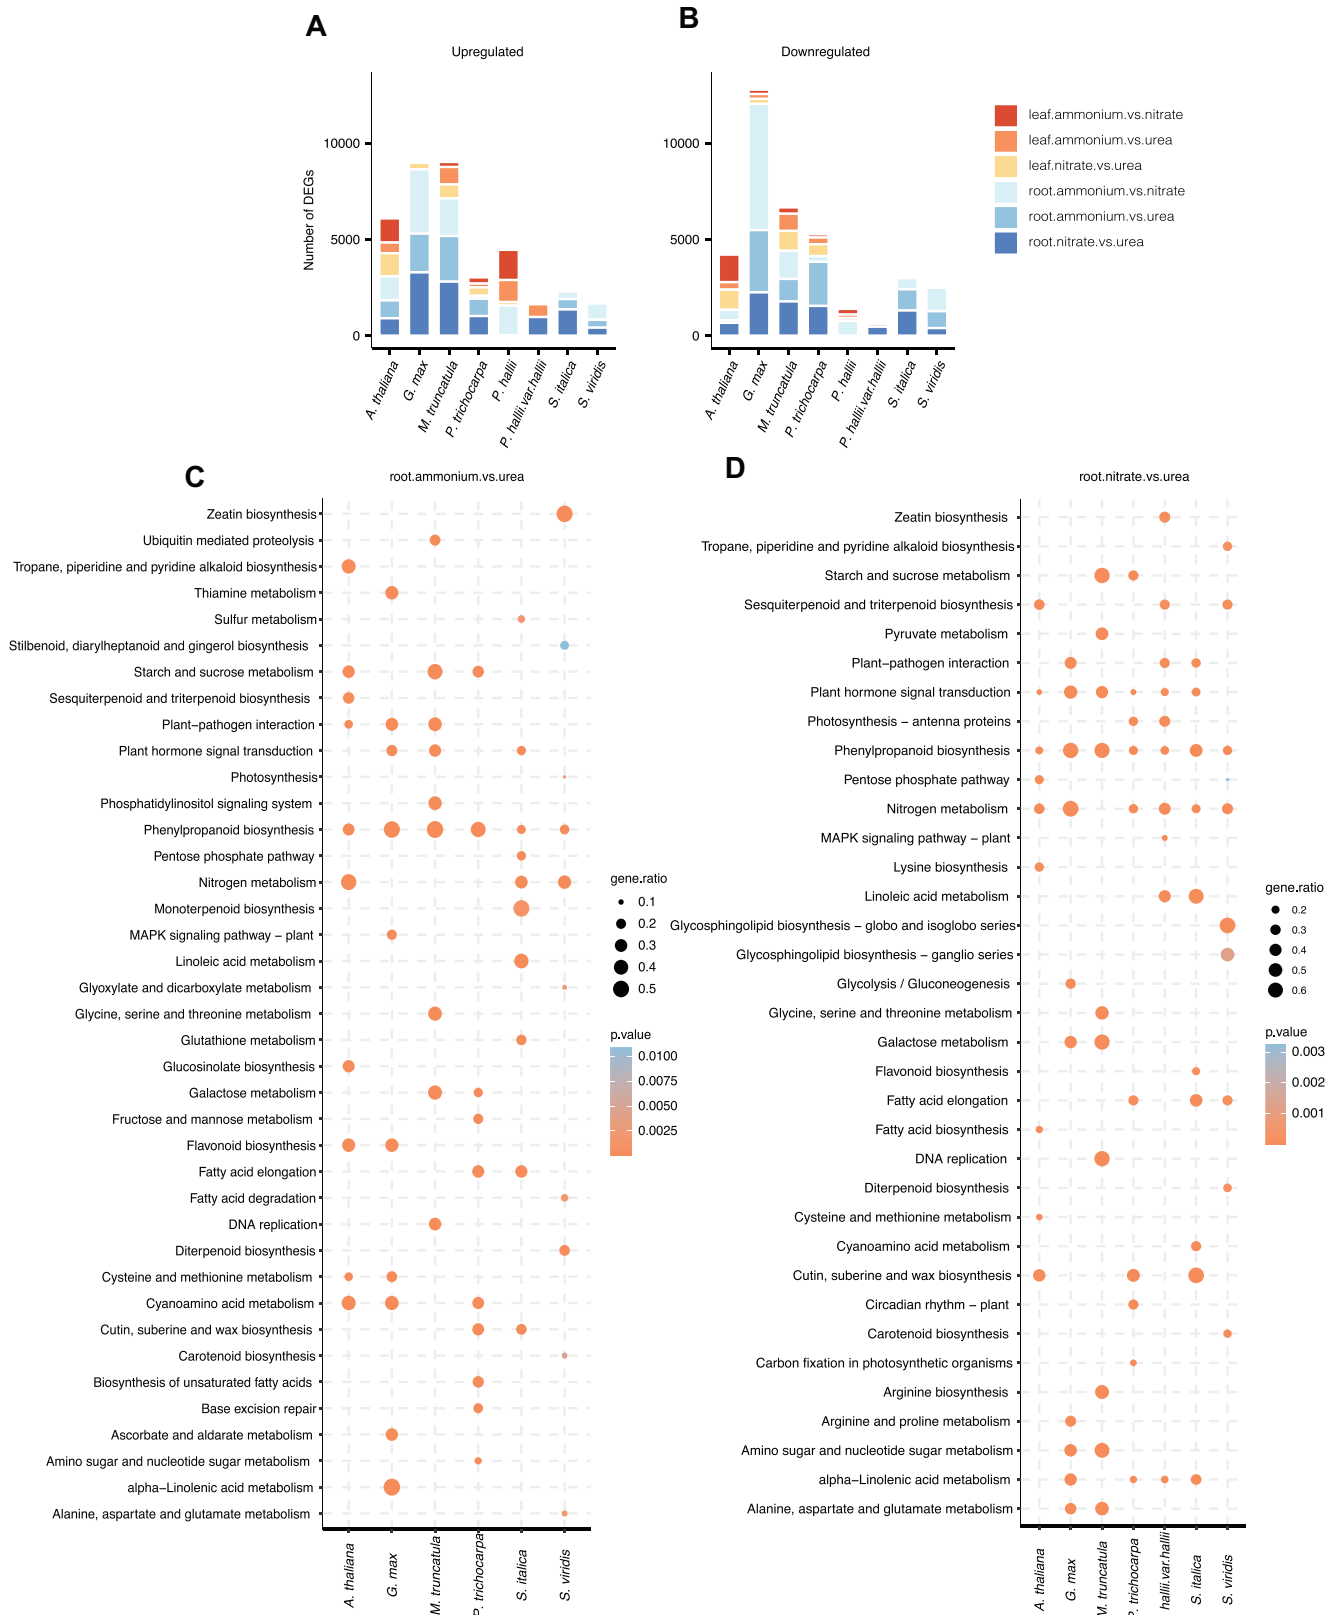 A
B
Upregulated
Downregulated
Number of DEGs
10000
5000
0
10000
5000
0
A. thaliana
G. max
M. truncatula
P. trichocarpa
P. hallii
P. hallii.var.hallii
S. italica
S. viridis
A. thaliana
G. max
M. truncatula
P. trichocarpa
P. hallii
P. hallii.var.hallii
S. italica
S. viridis
leaf.ammonium.vs.nitrate
leaf.ammonium.vs.urea
leaf.nitrate.vs.urea
root.ammonium.vs.nitrate
root.ammonium.vs.urea
root.nitrate.vs.urea
C
root.ammonium.vs.urea
Zeatin biosynthesis
Ubiquitin mediated proteolysis
Tropane, piperidine and pyridine alkaloid biosynthesis
Thiamine metabolism
Sulfur metabolism
Stilbenoid, diarylheptanoid and gingerol biosynthesis
Starch and sucrose metabolism
Sesquiterpenoid and triterpenoid biosynthesis
Plant−pathogen interaction
Plant hormone signal transduction
Photosynthesis
Phosphatidylinositol signaling system
Phenylpropanoid biosynthesis
Pentose phosphate pathway
Nitrogen metabolism
Monoterpenoid biosynthesis
MAPK signaling pathway − plant
Linoleic acid metabolism
Glyoxylate and dicarboxylate metabolism
Glycine, serine and threonine metabolism
Glutathione metabolism
Glucosinolate biosynthesis
Galactose metabolism
Fructose and mannose metabolism
Flavonoid biosynthesis
Fatty acid elongation
Fatty acid degradation
DNA replication
Diterpenoid biosynthesis
Cysteine and methionine metabolism
Cyanoamino acid metabolism
Cutin, suberine and wax biosynthesis
Carotenoid biosynthesis
Biosynthesis of unsaturated fatty acids
Base excision repair
Ascorbate and aldarate metabolism
Amino sugar and nucleotide sugar metabolism
alpha−Linolenic acid metabolism
Alanine, aspartate and glutamate metabolism
A. thaliana
G. max
M. truncatula
P. trichocarpa
S. italica
S. viridis
gene.ratio
0.1
0.2
0.3
0.4
0.5
p.value
0.0100
0.0075
0.0050
0.0025
D
root.nitrate.vs.urea
Zeatin biosynthesis
Tropane, piperidine and pyridine alkaloid biosynthesis
Starch and sucrose metabolism
Sesquiterpenoid and triterpenoid biosynthesis
Pyruvate metabolism
Plant−pathogen interaction
Plant hormone signal transduction
Photosynthesis − antenna proteins
Phenylpropanoid biosynthesis
Pentose phosphate pathway
Nitrogen metabolism
MAPK signaling pathway − plant
Lysine biosynthesis
Linoleic acid metabolism
Glycosphingolipid biosynthesis − globo and isoglobo series
Glycosphingolipid biosynthesis − ganglio series
Glycolysis / Gluconeogenesis
Glycine, serine and threonine metabolism
Galactose metabolism
Flavonoid biosynthesis
Fatty acid elongation
Fatty acid biosynthesis
DNA replication
Diterpenoid biosynthesis
Cysteine and methionine metabolism
Cyanoamino acid metabolism
Cutin, suberine and wax biosynthesis
Circadian rhythm − plant
Carotenoid biosynthesis
Carbon fixation in photosynthetic organisms
Arginine biosynthesis
Arginine and proline metabolism
Amino sugar and nucleotide sugar metabolism
alpha−Linolenic acid metabolism
Alanine, aspartate and glutamate metabolism
A. thaliana
G. max
M. truncatula
P. trichocarpa
hallii.var.hallii
S. italica
S. viridis
gene.ratio
0.2
0.3
0.4
0.5
0.6
p.value
0.003
0.002
0.001